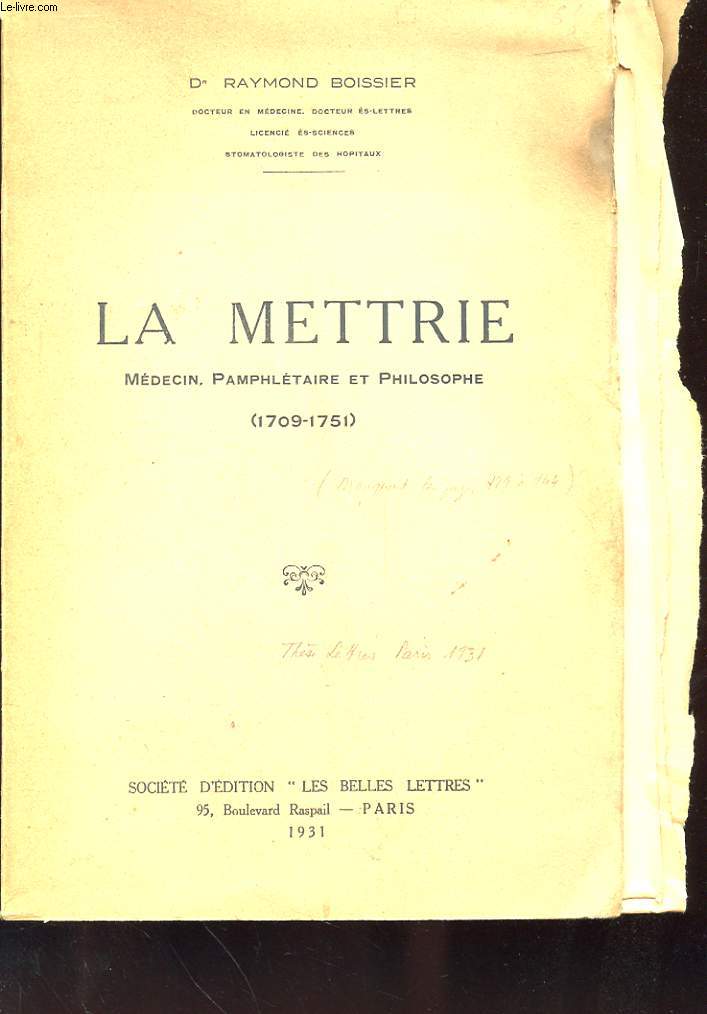 Le-livre.com
Dr RAYMOND BOISSIER
DOCTEUR EN MÉDECINE, DOCTEUR ÉS-LETTRES
LICENCIÉ ÉS-SCIENCES
STOMATOLOGISTE DES HOPITAUX
LA METTRIE
MÉDECIN, PAMPHLÉTAIRE ET PHILOSOPHE
(1709-1751)
Thèse Lettres Paris 1931
SOCIÉTÉ D'ÉDITION "LES BELLES LETTRES"
95, Boulevard Raspail — PARIS
1931